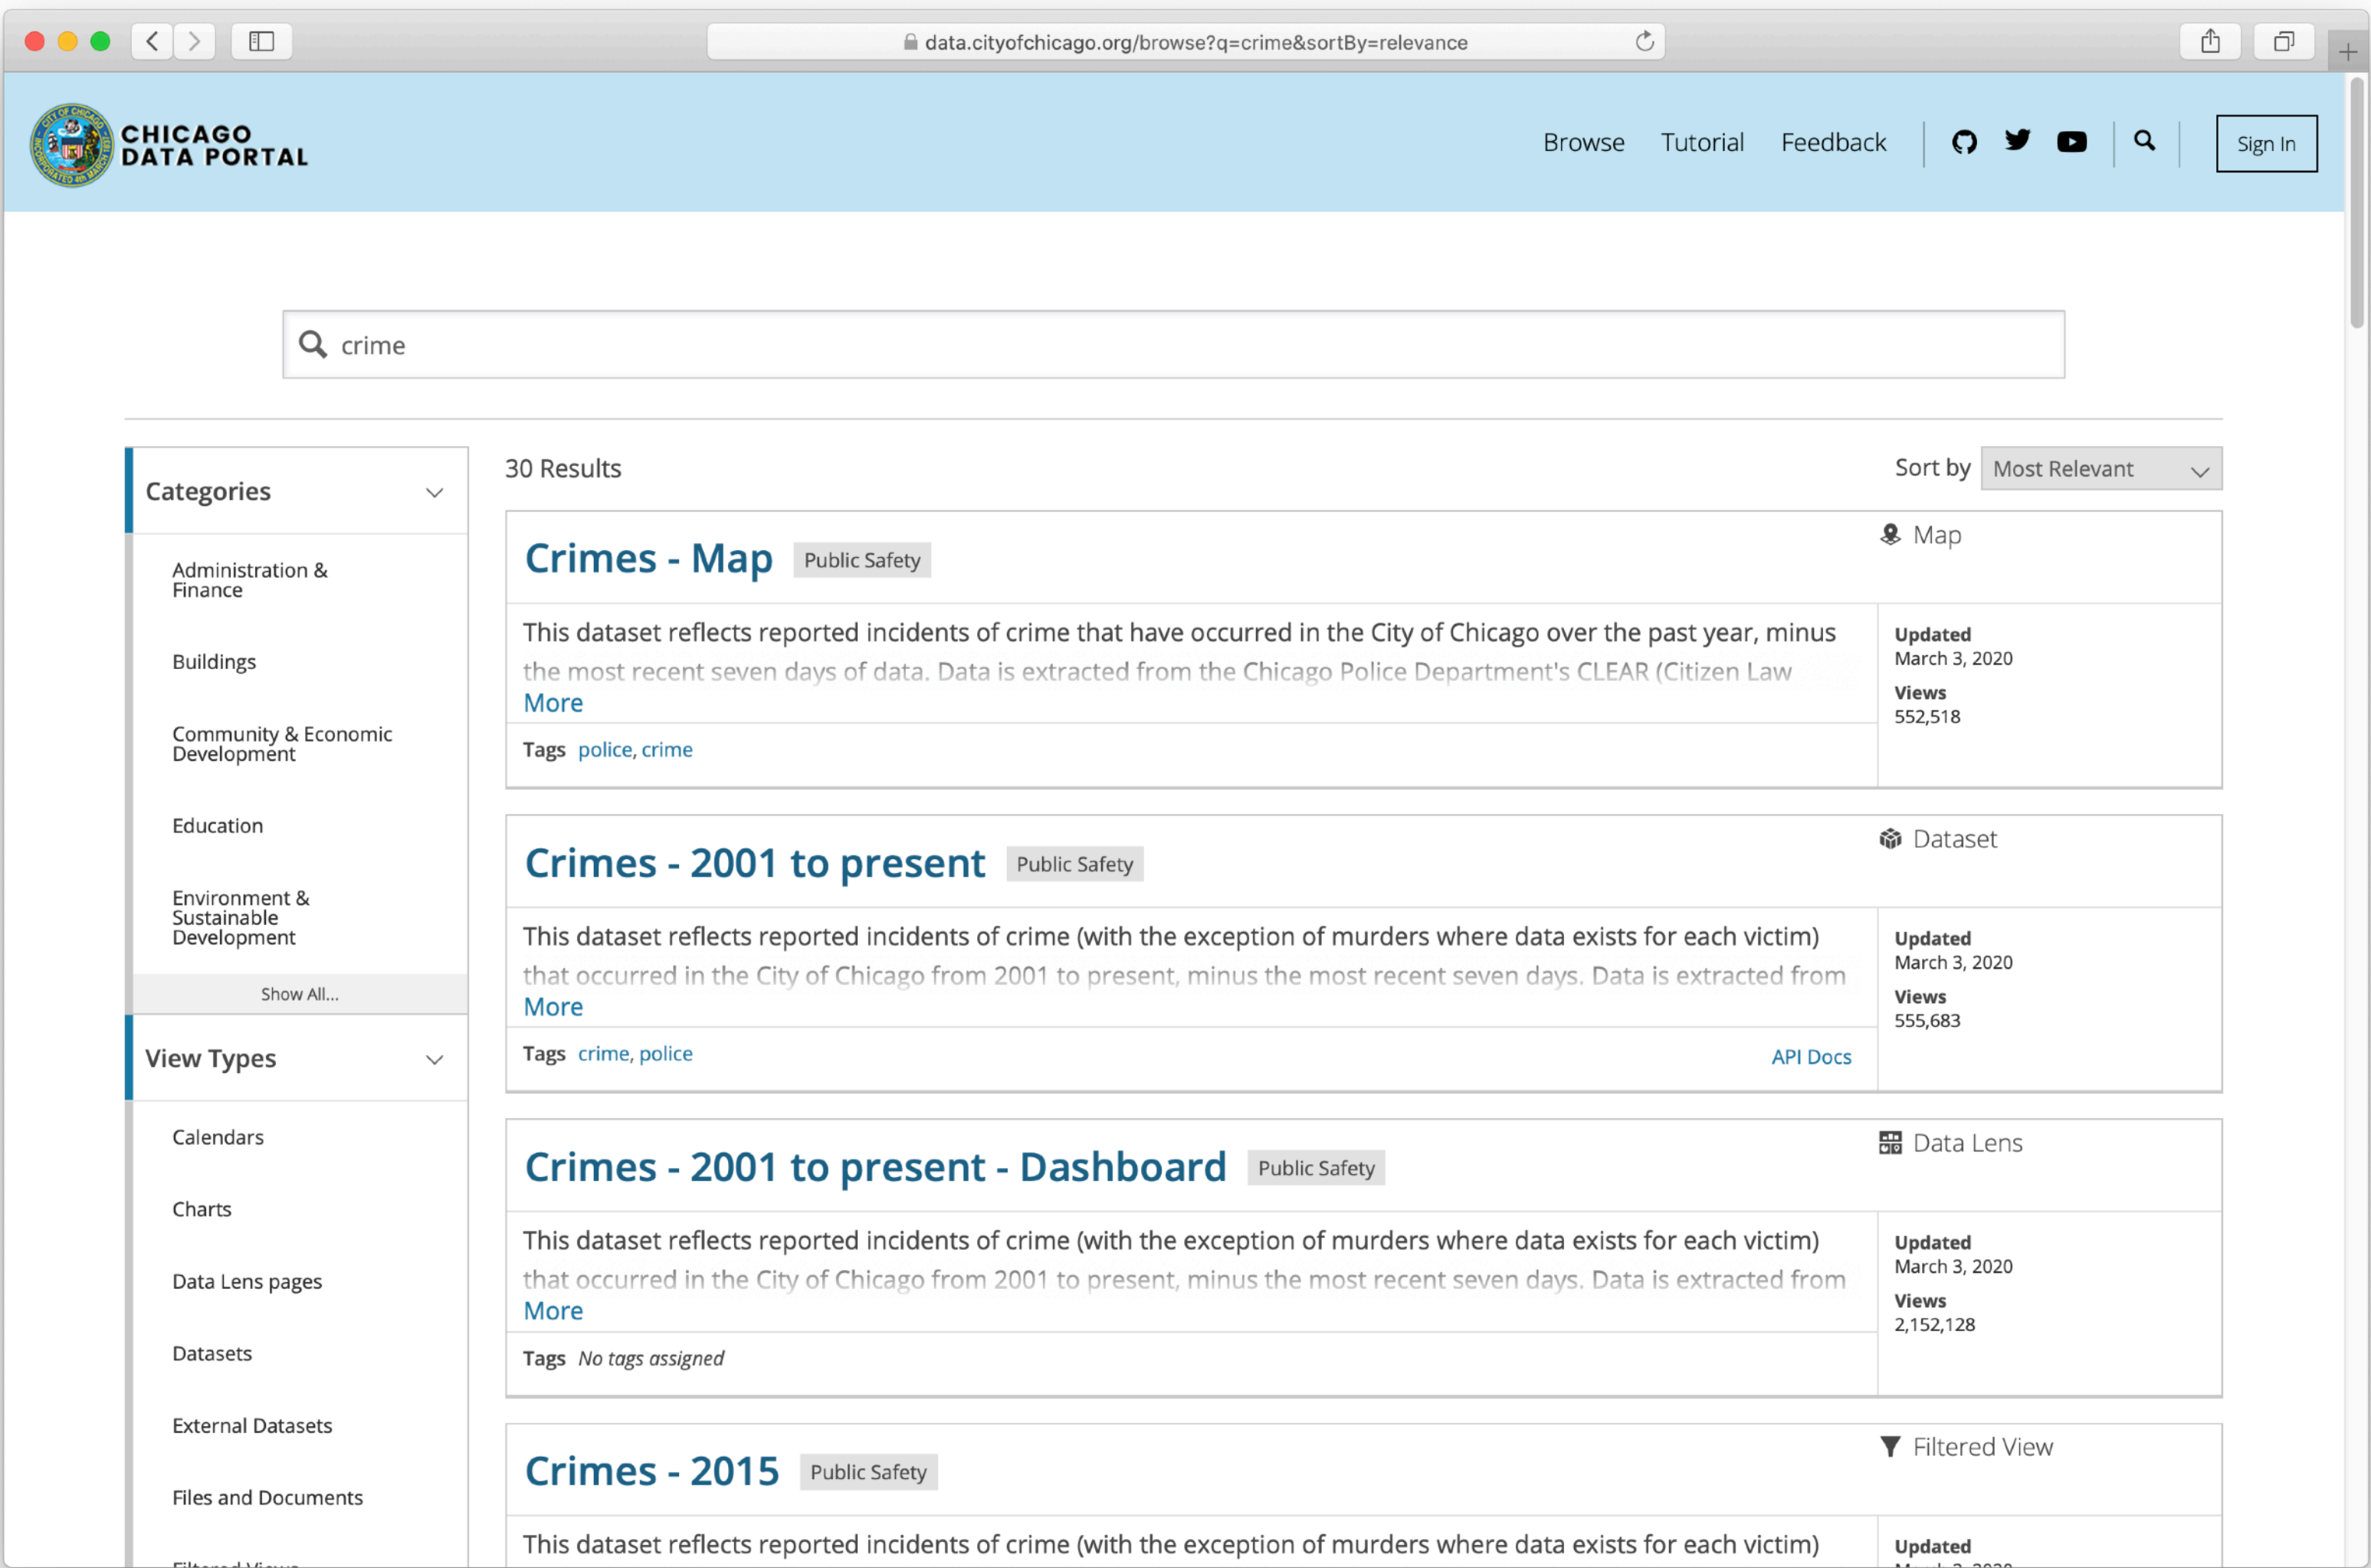 data.cityofchicago.org/browse?q=crime&sortBy=relevance
CHICAGO
DATA PORTAL
Browse
Tutorial
Feedback
Sign In
crime
Categories
Administration &
Finance
Buildings
Community & Economic
Development
Education
Environment &
Sustainable
Development
Show All...
View Types
Calendars
Charts
Data Lens pages
Datasets
External Datasets
Files and Documents
Filtered Views
30 Results
Sort by Most Relevant
Crimes - Map Public Safety
Map
This dataset reflects reported incidents of crime that have occurred in the City of Chicago over the past year, minus
the most recent seven days of data. Data is extracted from the Chicago Police Department's CLEAR (Citizen Law
More
Tags police, crime
Updated
March 3, 2020
Views
552,518
Crimes - 2001 to present Public Safety
Dataset
This dataset reflects reported incidents of crime (with the exception of murders where data exists for each victim)
that occurred in the City of Chicago from 2001 to present, minus the most recent seven days. Data is extracted from
More
Tags crime, police
API Docs
Updated
March 3, 2020
Views
555,683
Crimes - 2001 to present - Dashboard Public Safety
Data Lens
This dataset reflects reported incidents of crime (with the exception of murders where data exists for each victim)
that occurred in the City of Chicago from 2001 to present, minus the most recent seven days. Data is extracted from
More
Tags No tags assigned
Updated
March 3, 2020
Views
2,152,128
Crimes - 2015 Public Safety
Filtered View
This dataset reflects reported incidents of crime (with the exception of murders where data exists for each victim)
Updated